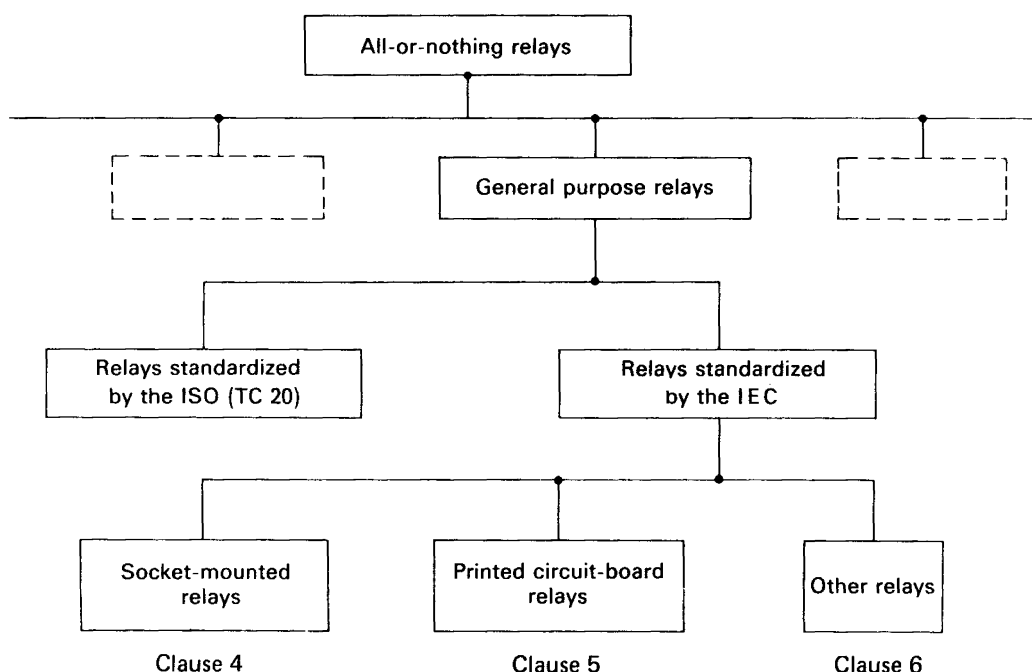 All-or-nothing relays
General purpose relays
Relays standardized
by the ISO (TC 20)
Relays standardized
by the IEC
Socket-mounted
relays
Printed circuit-board
relays
Other relays
Clause 4
Clause 5
Clause 6